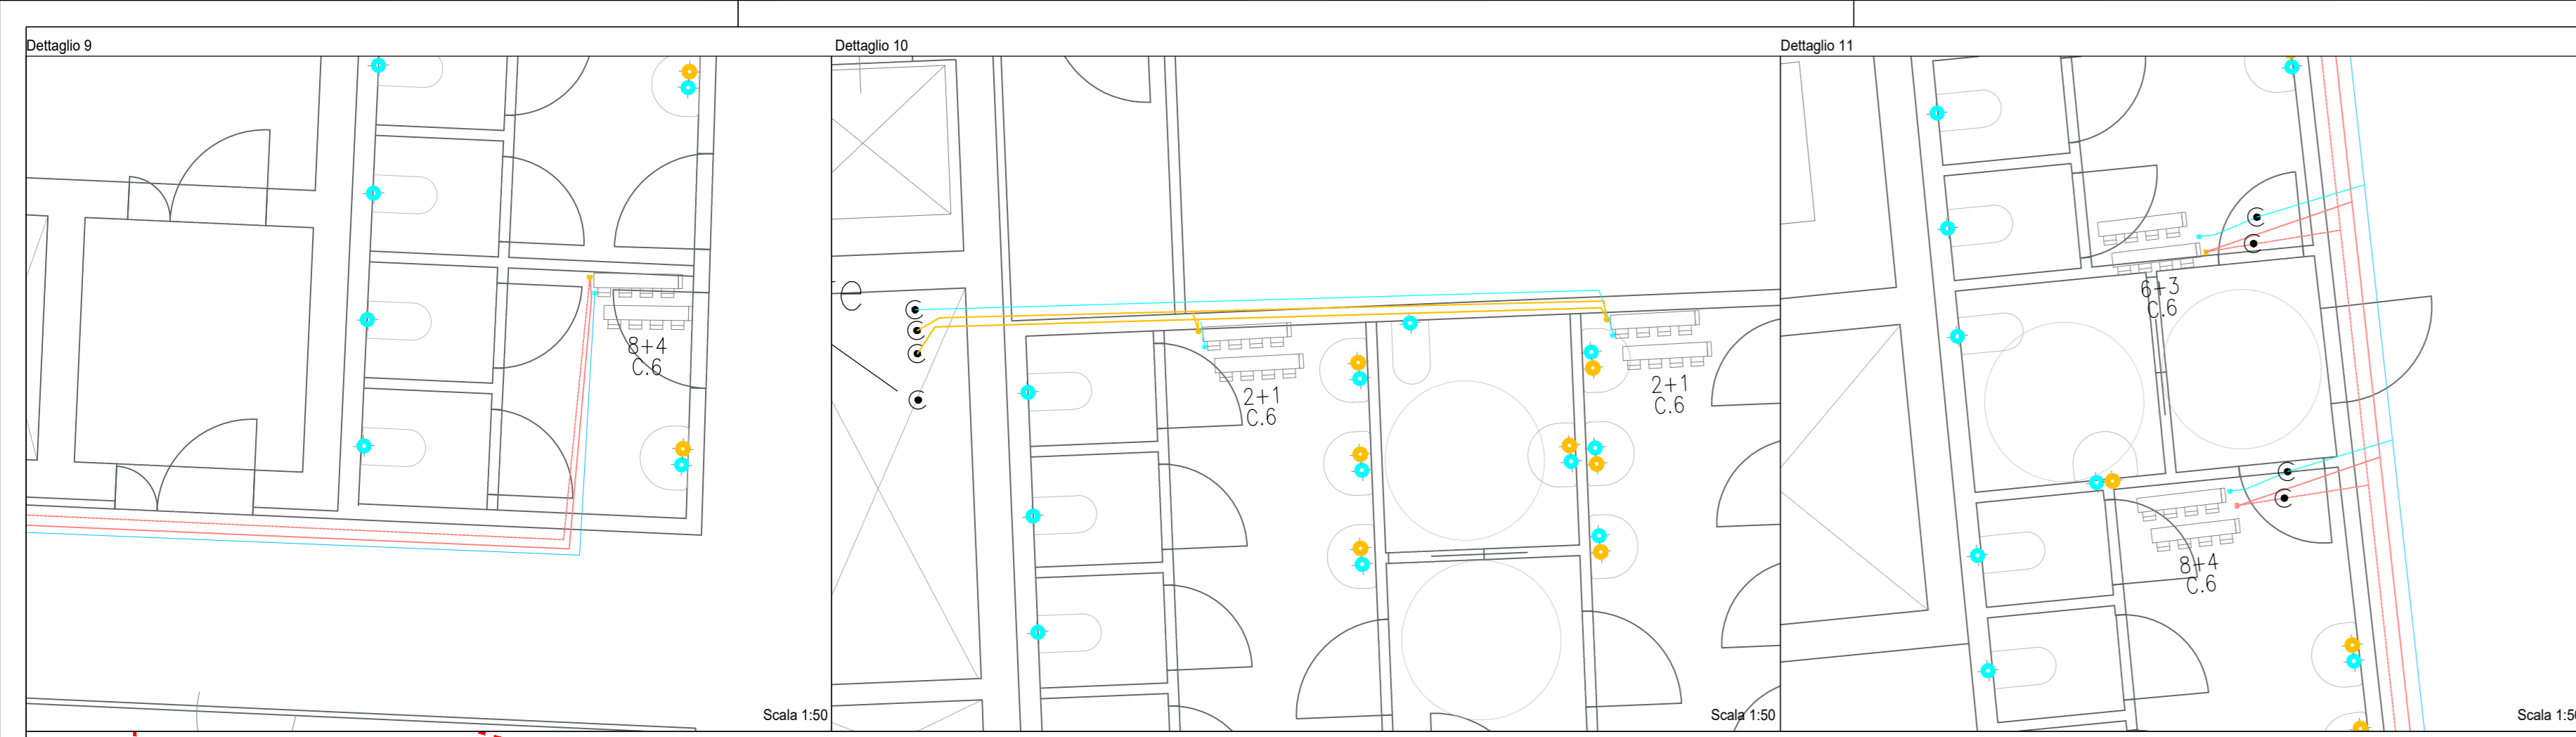 Dettaglio 9
Dettaglio 10
Dettaglio 11
8+4
C.6
2+1
C.6
2+1
C.6
6+3
C.6
8+4
C.6
Scala 1:50
Scala 1:50